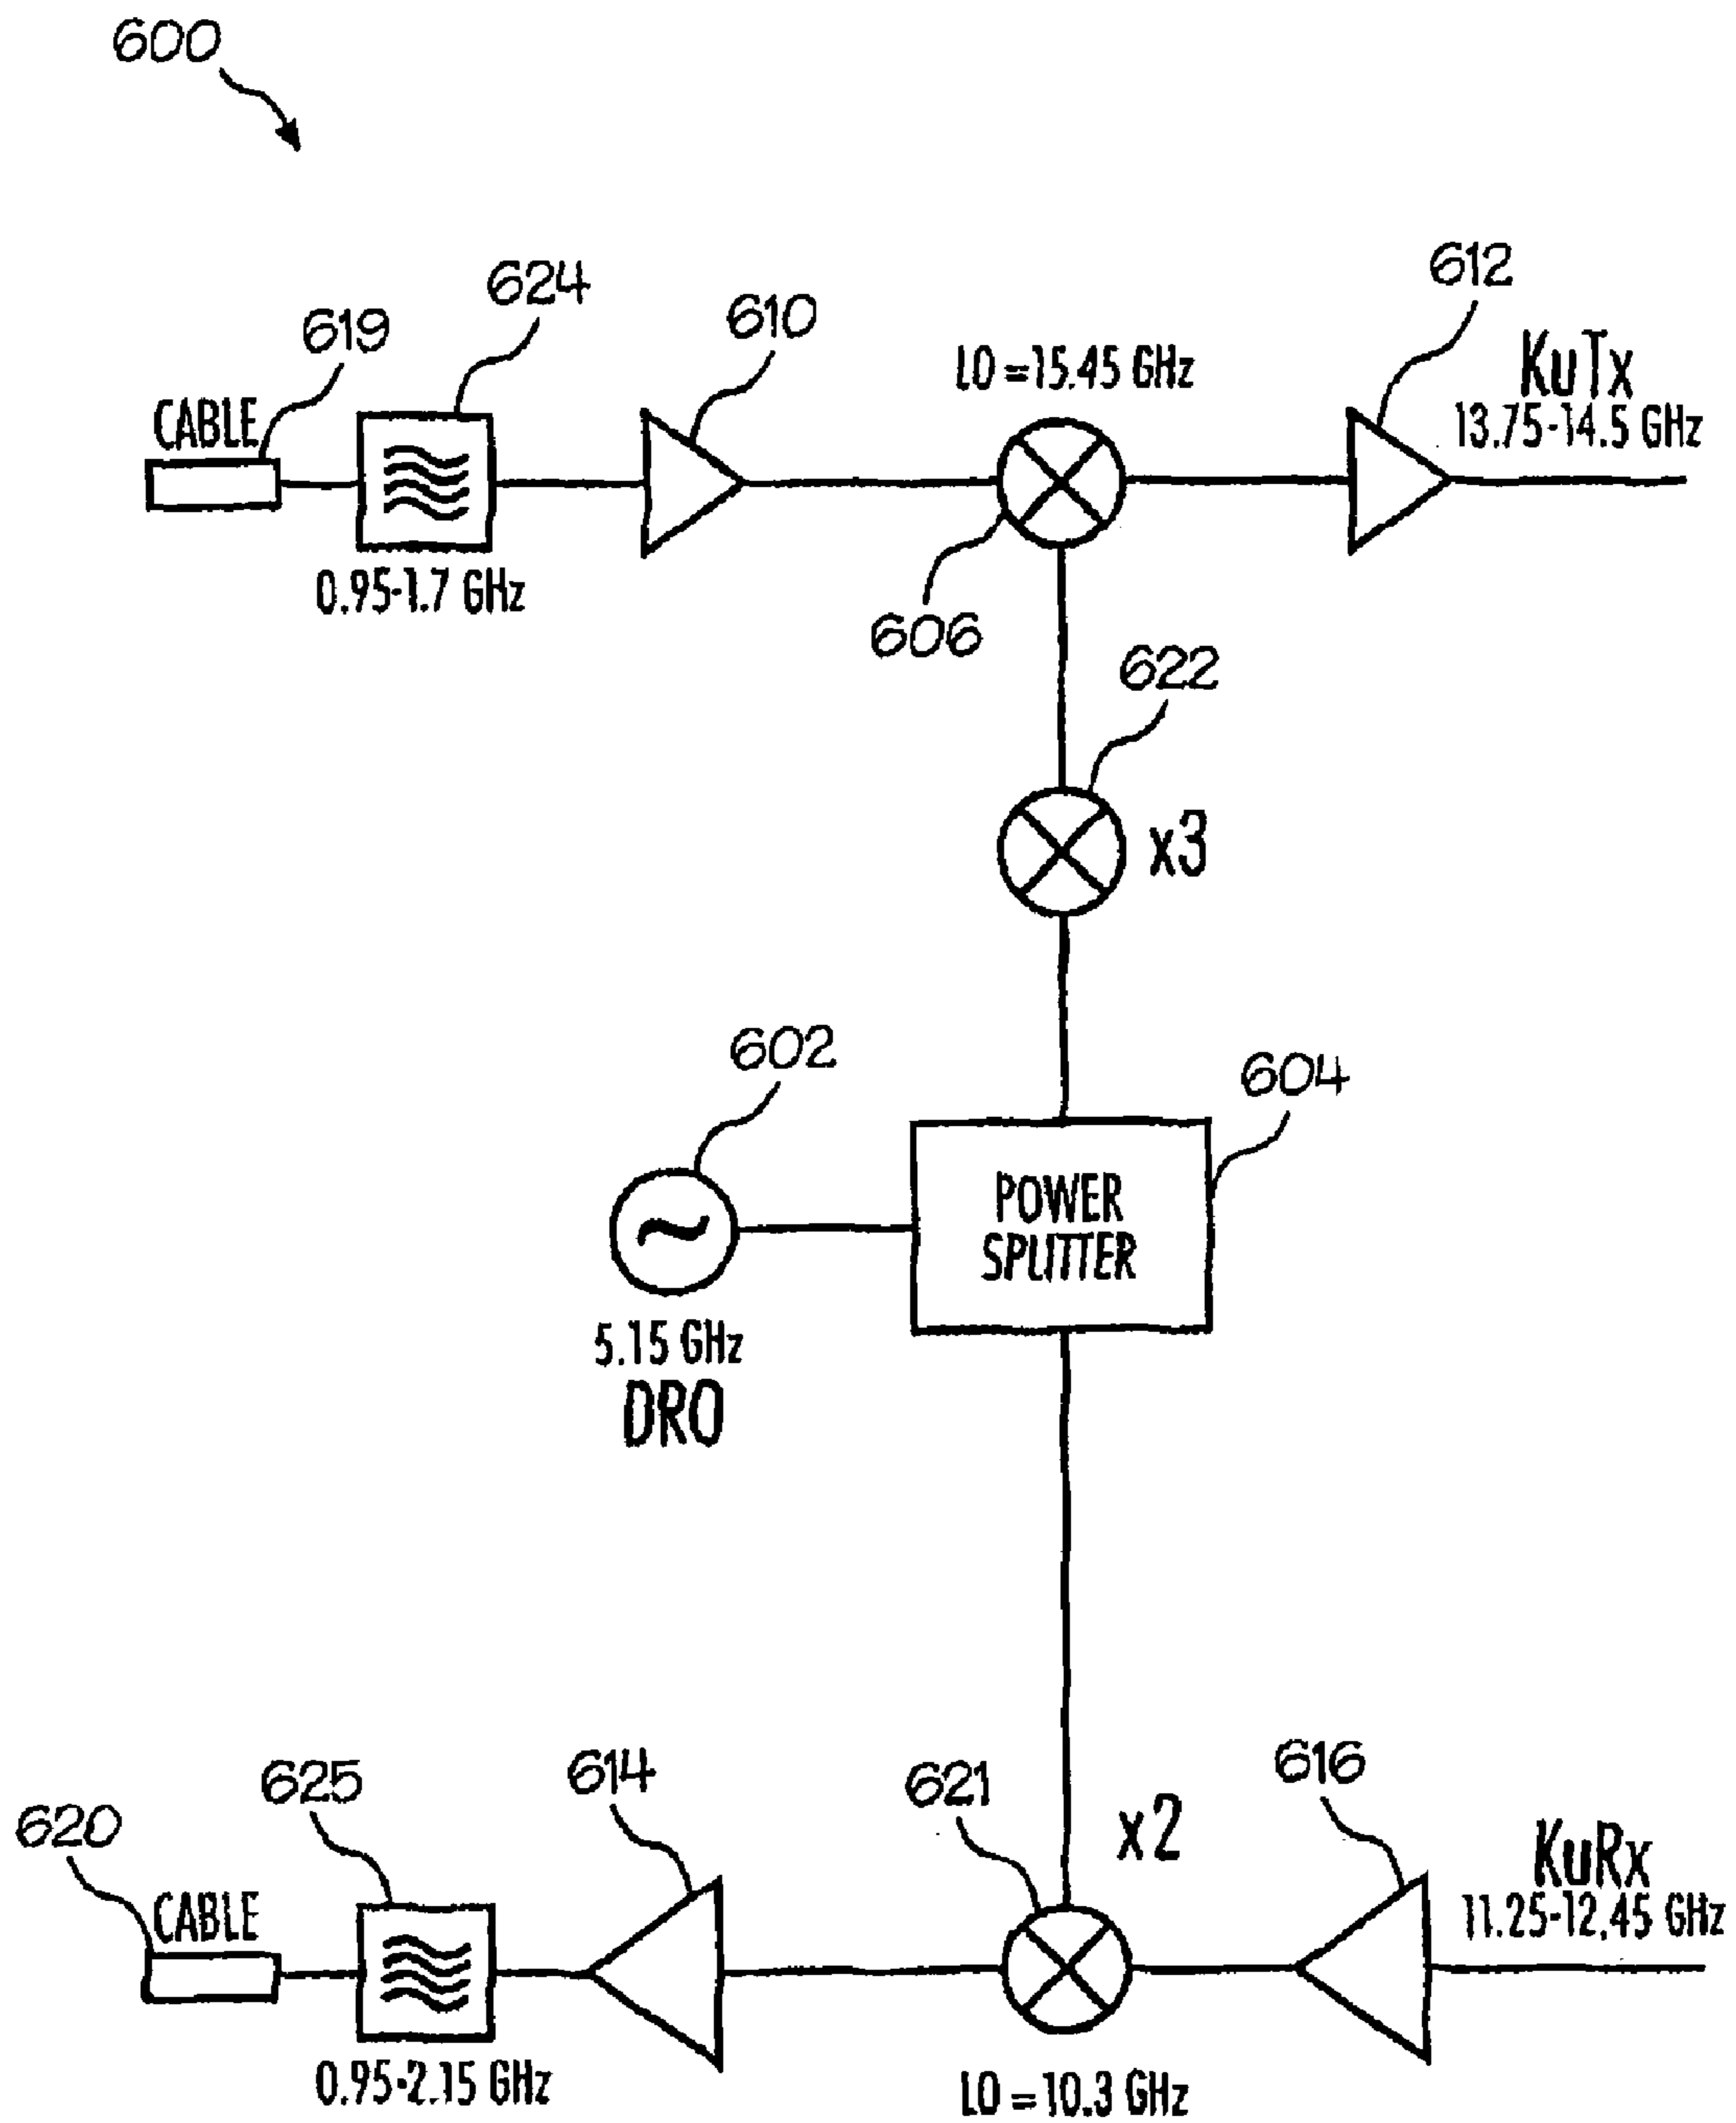 600
612
624
610
619
LO = 15.45 GHz
KuTx
13.75-14.5 GHz
CABLE
0.95-1.7 GHz
606
622
x3
602
604
POWER
SPLITTER
5.15 GHz
DRO
616
614
625
621
x2
620
KuRx
11.25-12.45 GHz
CABLE
0.95-2.15 GHz
LO = 10.3 GHz